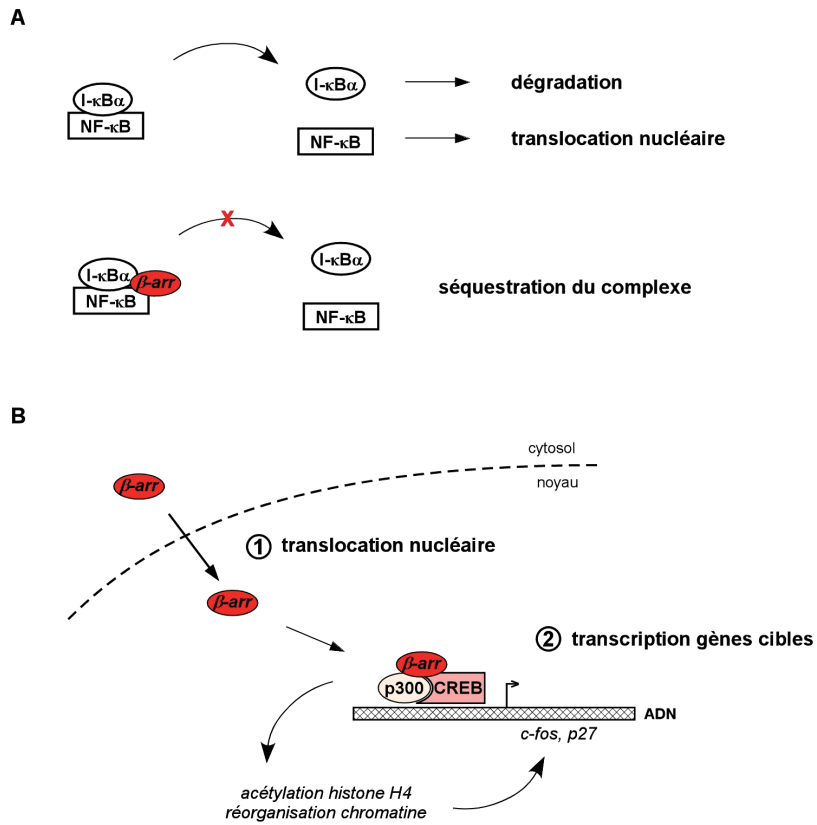 A
I-κBα
NF-κB
I-κBα
dégradation
NF-κB
translocation nucléaire
X
I-κBα
β-arr
NF-κB
I-κBα
NF-κB
séquestration du complexe
B
cytosol
noyau
β-arr
1 translocation nucléaire
β-arr
2 transcription gènes cibles
β-arr
p300 CREB
ADN
c-fos, p27
acétylation histone H4
réorganisation chromatine